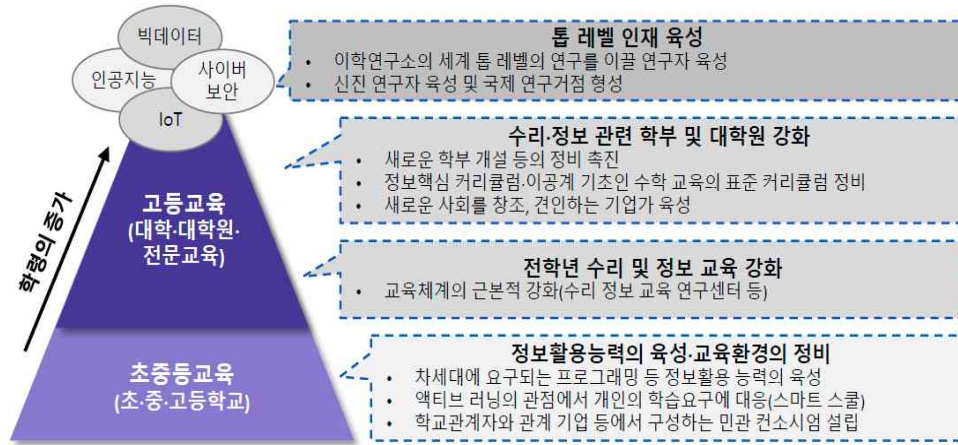 빅데이터
인공지능
사이버
보안
IoT
학령의 증가
고등교육
(대학·대학원·
전문교육)
초중등교육
(초·중·고등학교)
톱 레벨 인재 육성
• 이학연구소의 세계 톱 레벨의 연구를 이끌 연구자 육성
• 신진 연구자 육성 및 국제 연구거점 형성
수리·정보 관련 학부 및 대학원 강화
• 새로운 학부 개설 등의 정비 촉진
• 정보핵심 커리큘럼·이공계 기초인 수학 교육의 표준 커리큘럼 정비
• 새로운 사회를 창조, 견인하는 기업가 육성
전학년 수리 및 정보 교육 강화
• 교육체계의 근본적 강화(수리 정보 교육 연구센터 등)
정보활용능력의 육성·교육환경의 정비
• 차세대에 요구되는 프로그래밍 등 정보활용 능력의 육성
• 액티브 러닝의 관점에서 개인의 학습요구에 대응(스마트 스쿨)
• 학교관계자와 관계 기업 등에서 구성하는 민관 컨소시엄 설립